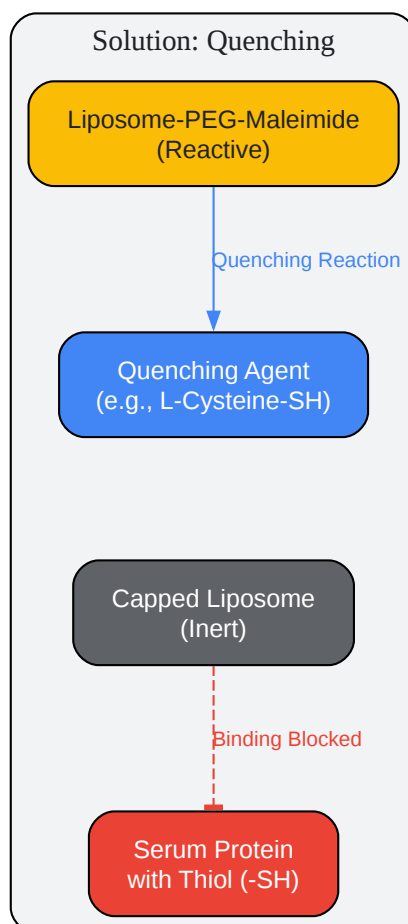 Solution: Quenching
Liposome-PEG-Maleimide
(Reactive)
Quenching Reaction
Quenching Agent
(e.g., L-Cysteine-SH)
Capped Liposome
(Inert)
Binding Blocked
Serum Protein
with Thiol (-SH)